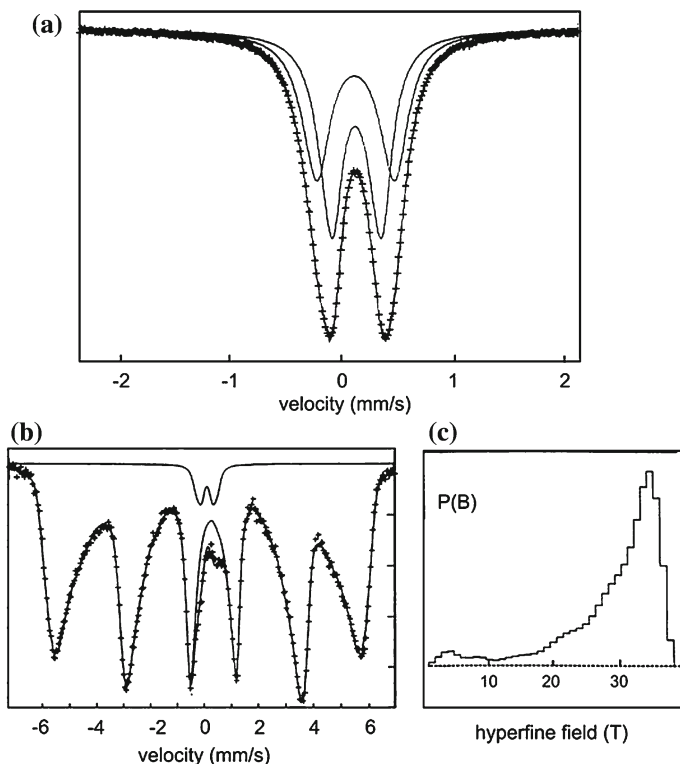 (a)
-2 -1 0 1 2
velocity (mm/s)
(b)
-6 -4 -2 0 2 4 6
velocity (mm/s)
(c)
P(B)
10 20 30
hyperfine field (T)